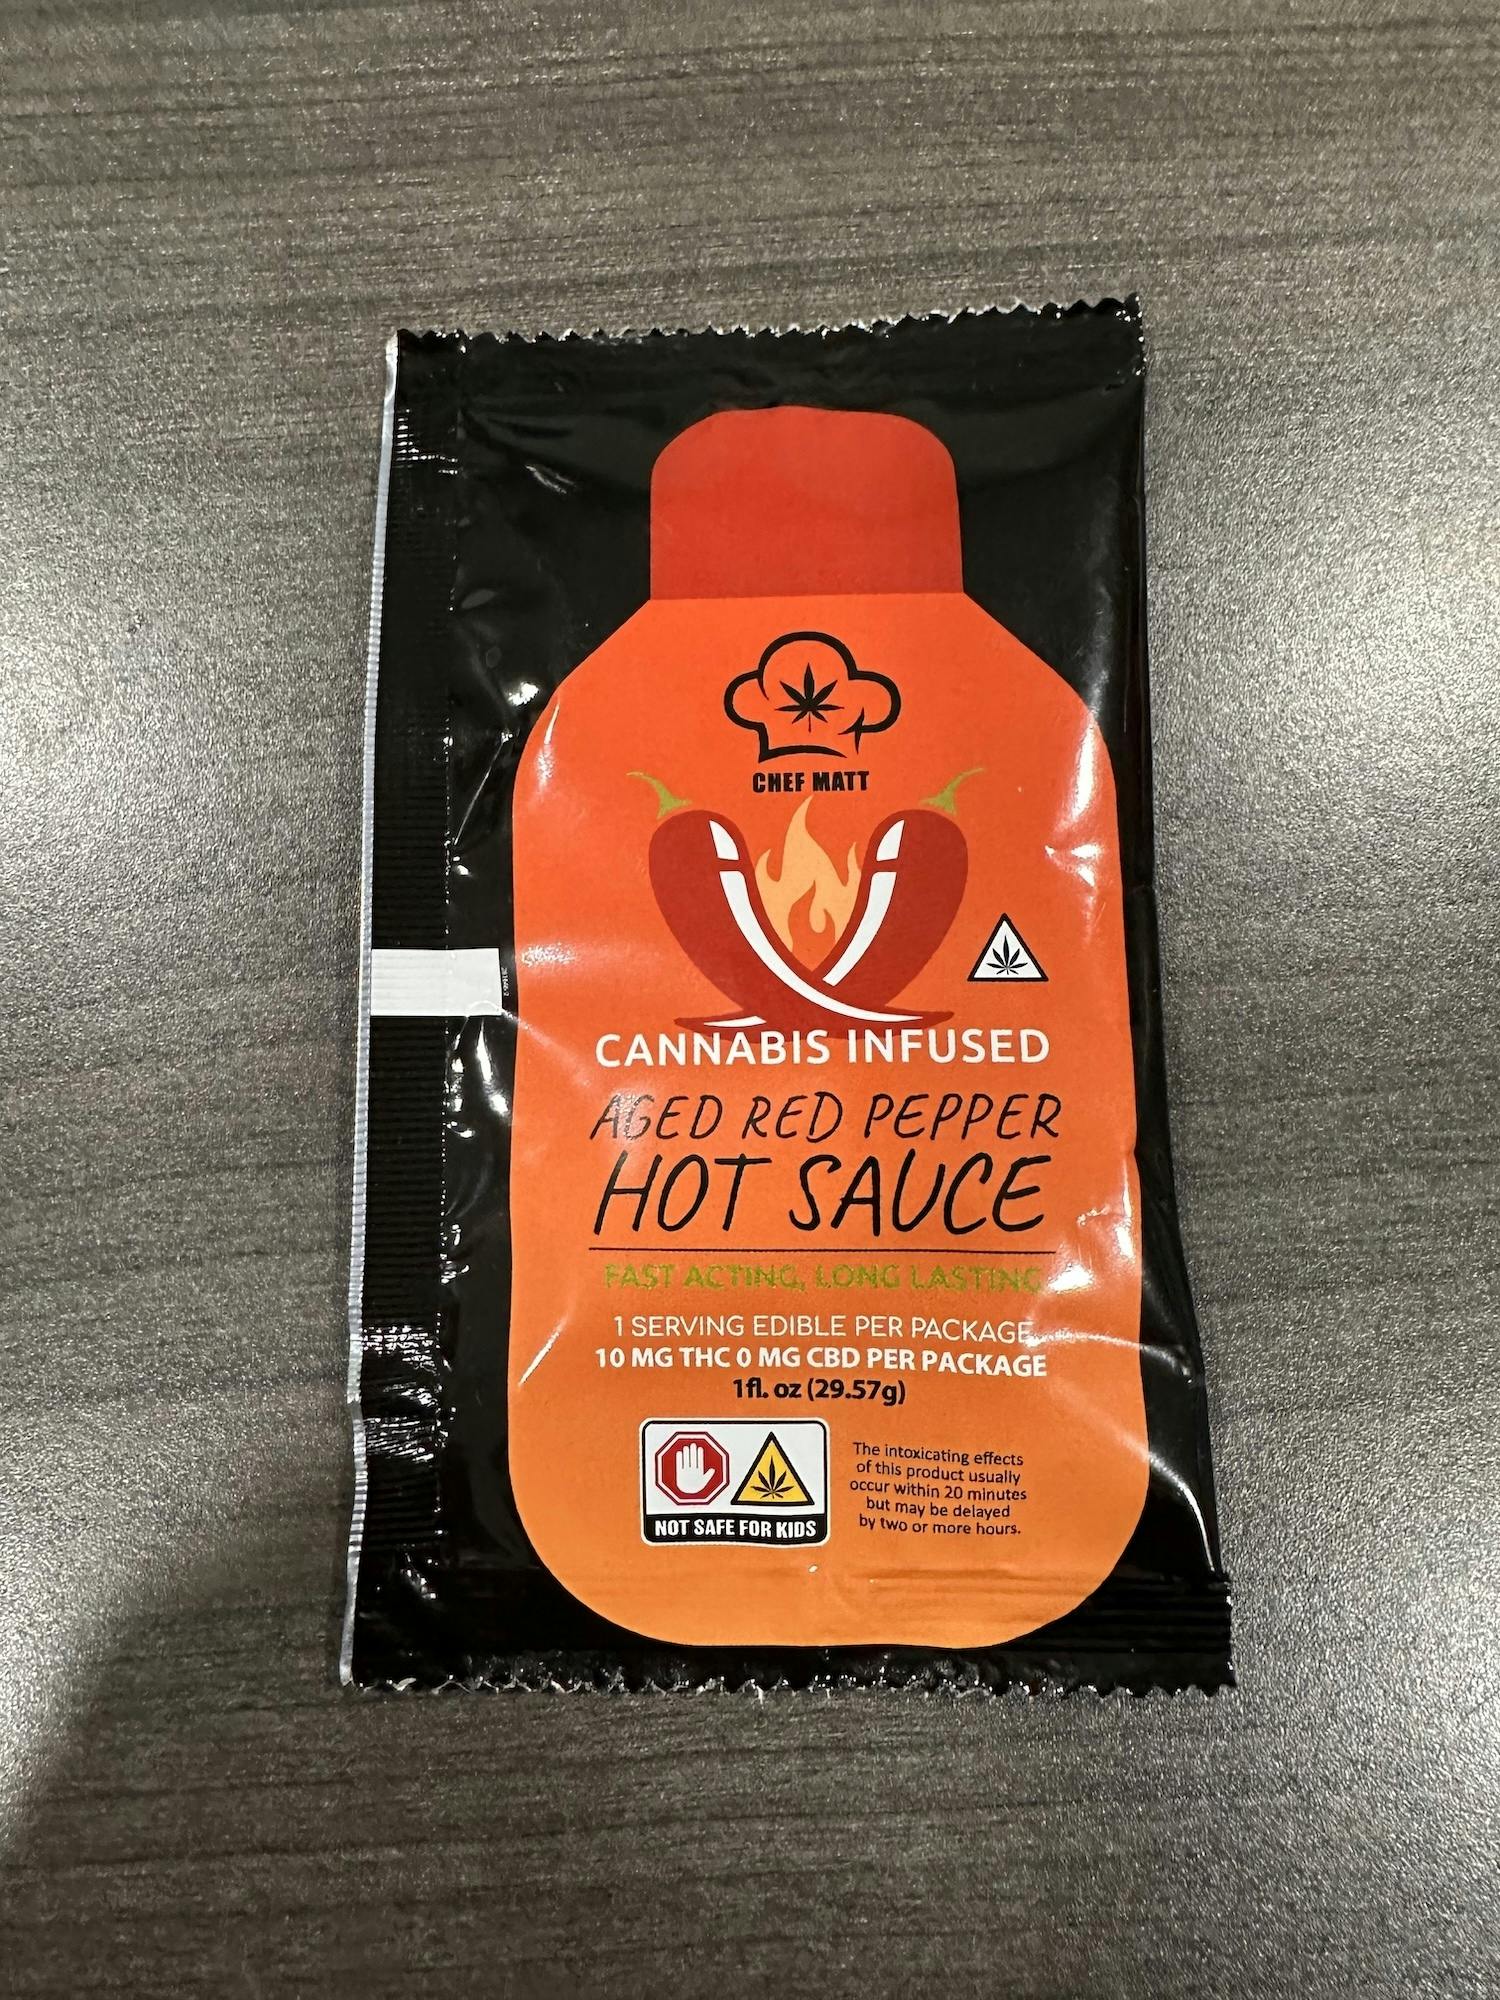 CHEF MATT
CANNABIS INFUSED
AGED RED PEPPER
HOT SAUCE
FAST ACTING, LONG LASTING
1 SERVING EDIBLE PER PACKAGE
10 MG THC 0 MG CBD PER PACKAGE
1fl. oz (29.57g)
NOT SAFE FOR KIDS
The intoxicating effects
of this product usually
occur within 20 minutes
but may be delayed
by two or more hours.